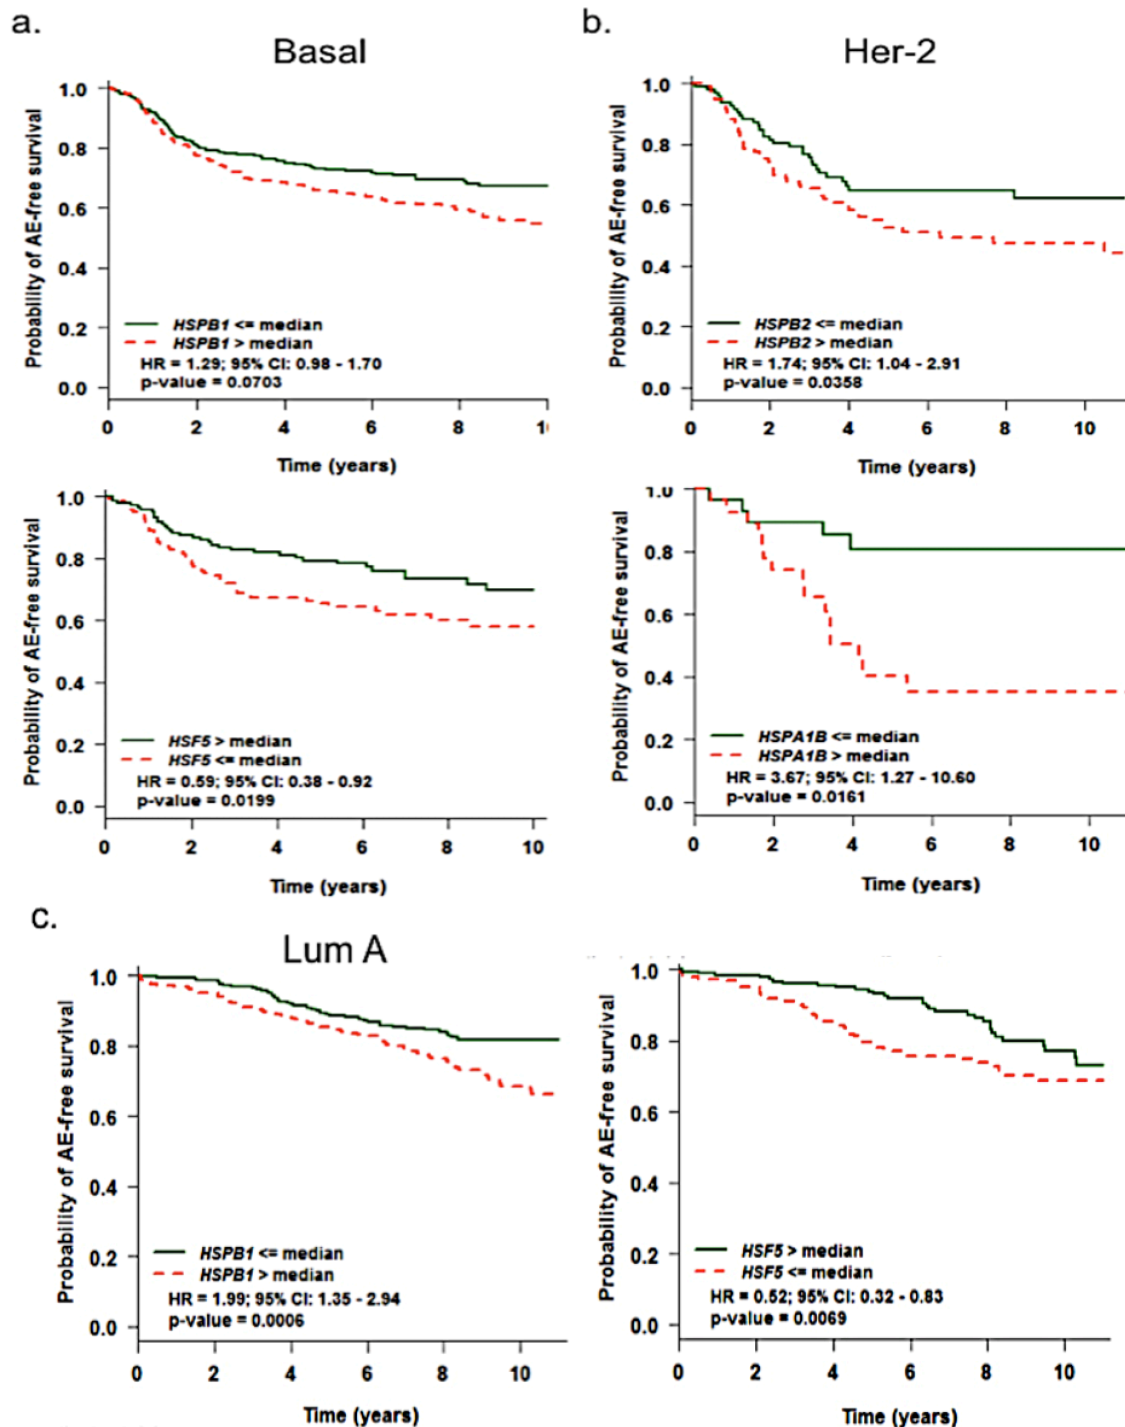 a.
Basal
Probability of AE-free survival
1.0
0.8
0.6
0.4
0.2
0.0
HSPB1 <= median
HSPB1 > median
HR = 1.29; 95% CI: 0.98 - 1.70
p-value = 0.0703
0 2 4 6 8
Time (years)
b.
Her-2
Probability of AE-free survival
1.0
0.8
0.6
0.4
0.2
0.0
HSPB2 <= median
HSPB2 > median
HR = 1.74; 95% CI: 1.04 - 2.91
p-value = 0.0358
0 2 4 6 8 10
Time (years)
Probability of AE-free survival
1.0
0.8
0.6
0.4
0.2
0.0
HSF5 > median
HSF5 <= median
HR = 0.59; 95% CI: 0.38 - 0.92
p-value = 0.0199
0 2 4 6 8 10
Time (years)
Probability of AE-free survival
1.0
0.8
0.6
0.4
0.2
0.0
HSPA1B <= median
HSPA1B > median
HR = 3.67; 95% CI: 1.27 - 10.60
p-value = 0.0161
0 2 4 6 8 10
Time (years)
c.
Lum A
Probability of AE-free survival
1.0
0.8
0.6
0.4
0.2
0.0
HSPB1 <= median
HSPB1 > median
HR = 1.99; 95% CI: 1.35 - 2.94
p-value = 0.0006
0 2 4 6 8 10
Time (years)
Probability of AE-free survival
1.0
0.8
0.6
0.4
0.2
0.0
HSF5 > median
HSF5 <= median
HR = 0.52; 95% CI: 0.32 - 0.83
p-value = 0.0069
0 2 4 6 8 10
Time (years)